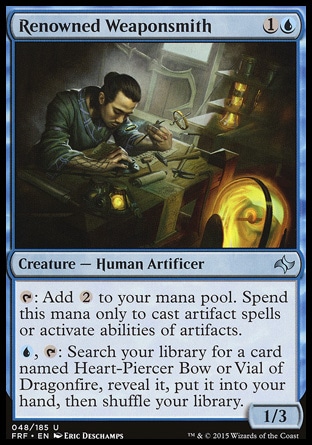 Renowned Weaponsmith 1
Creature — Human Artificer
: Add 2 to your mana pool. Spend
this mana only to cast artifact spells
or activate abilities of artifacts.
, : Search your library for a card
named Heart-Piercer Bow or Vial of
Dragonfire, reveal it, put it into your
hand, then shuffle your library.
1/3
048/185 U
FRF • EN Eric Deschamps
™ & © 2015 Wizards of the Coast